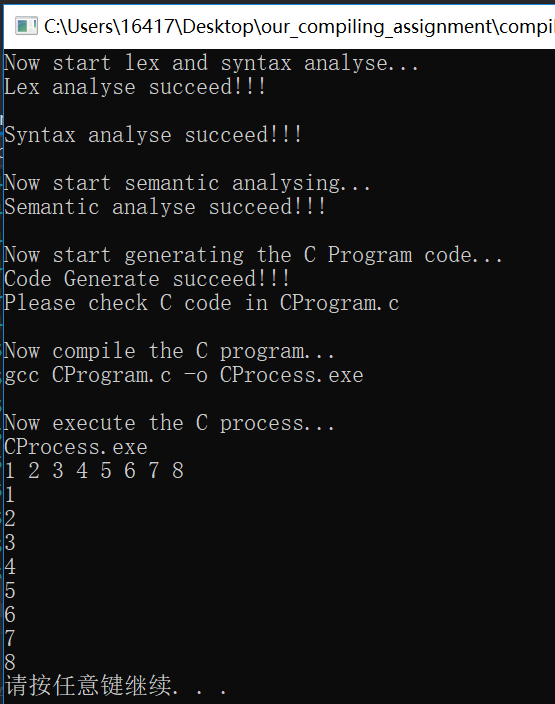 C:\Users\16417\Desktop\our_compiling_assignment\compil
Now start lex and syntax analyse...
Lex analyse succeed!!!
Syntax analyse succeed!!!
Now start semantic analysing...
Semantic analyse succeed!!!
Now start generating the C Program code...
Code Generate succeed!!!
Please check C code in CProgram.c
Now compile the C program...
gcc CProgram.c -o CProcess.exe
Now execute the C process...
CProcess.exe
1 2 3 4 5 6 7 8
1
2
3
4
5
6
7
8
请按任意键继续. . .